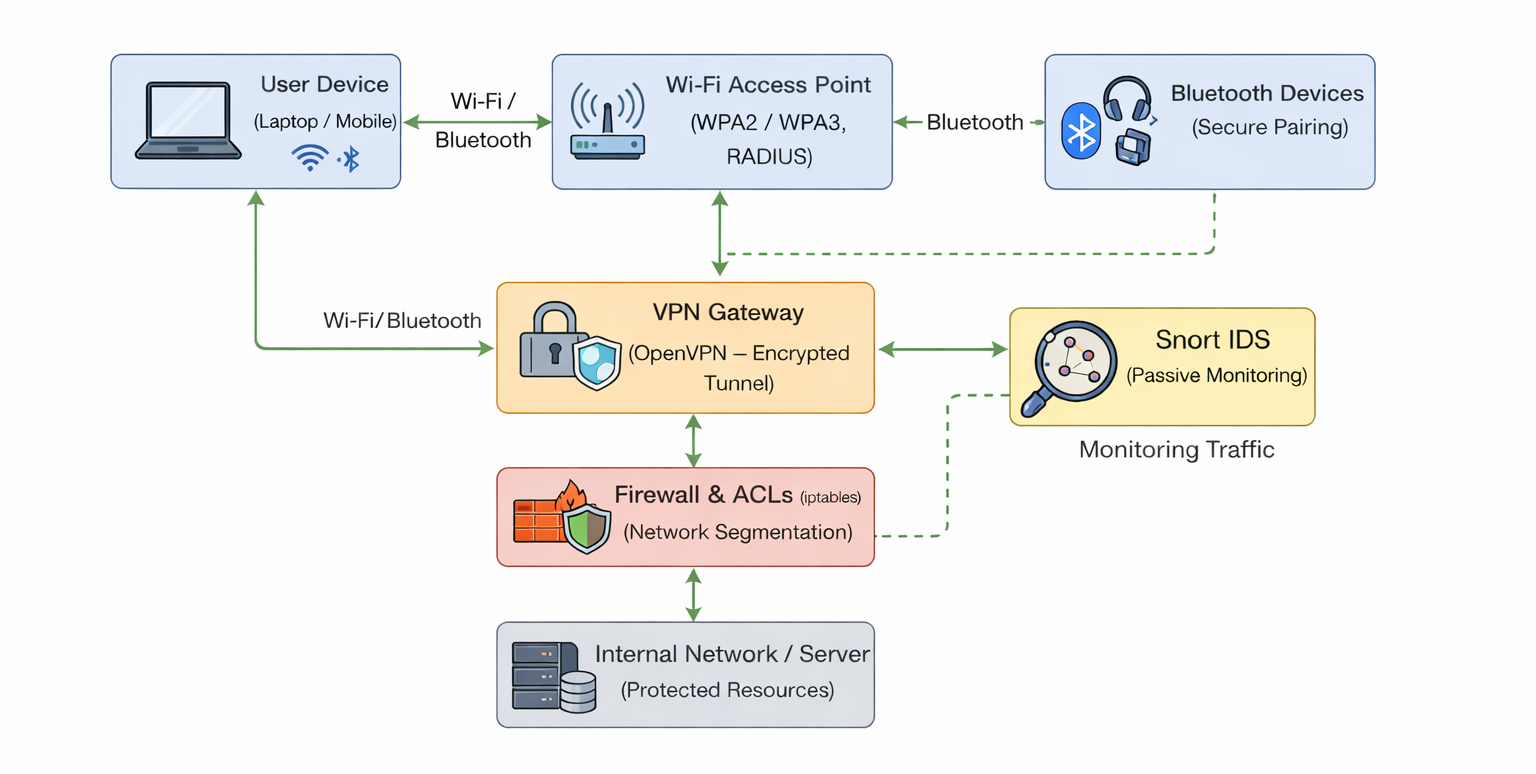 User Device
(Laptop / Mobile)
Wi-Fi /
Bluetooth
Wi-Fi Access Point
(WPA2 / WPA3,
RADIUS)
Bluetooth
Bluetooth Devices
(Secure Pairing)
Wi-Fi/Bluetooth
VPN Gateway
(OpenVPN – Encrypted
Tunnel)
Snort IDS
(Passive Monitoring)
Monitoring Traffic
Firewall & ACLs (iptables)
(Network Segmentation)
Internal Network / Server
(Protected Resources)